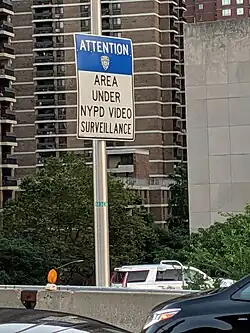 ATTENTION
AREA
UNDER
NYPD VIDEO
SURVEILLANCE